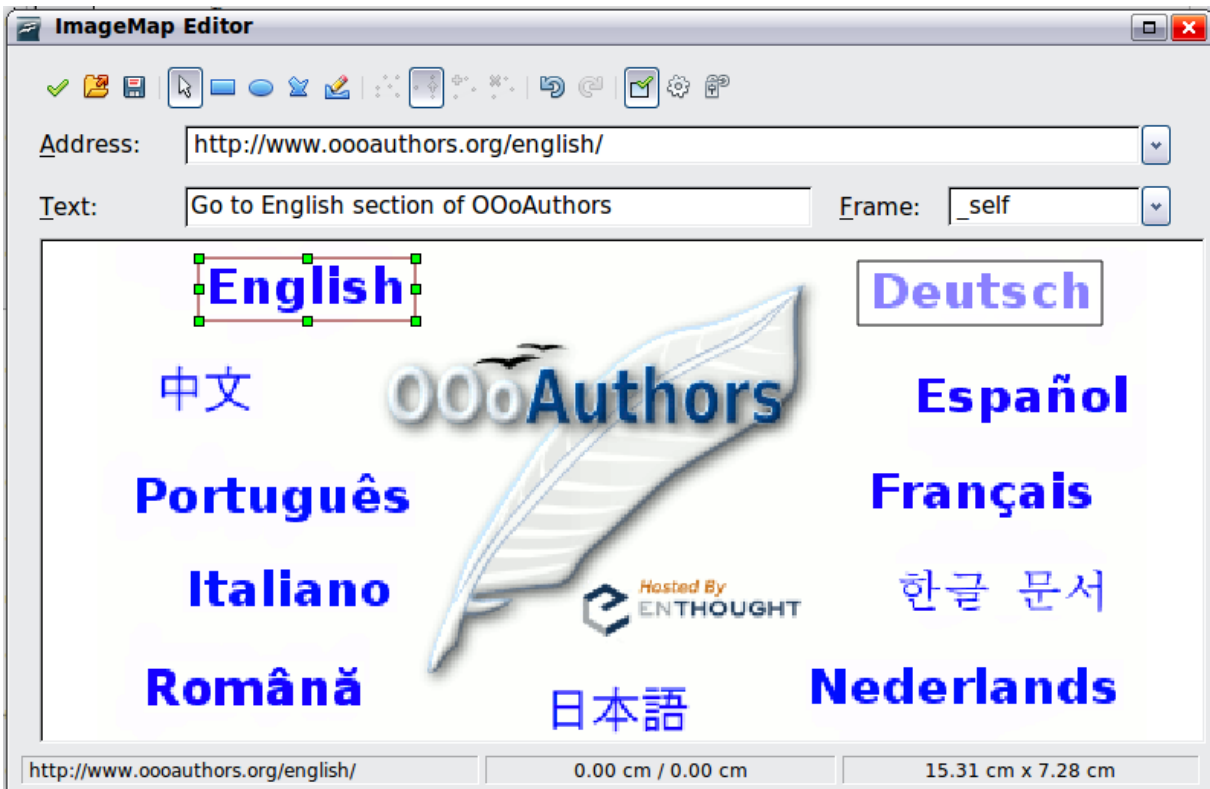 ImageMap Editor
Address: http://www.oooauthors.org/english/
Text: Go to English section of OOoAuthors Frame: _self
English Deutsch
中文 OOoAuthors Español
Português Français
Italiano Hosted By 한글 문서
ENTHOUGHT
Română 日本語 Nederlands
http://www.oooauthors.org/english/ 0.00 cm / 0.00 cm 15.31 cm x 7.28 cm